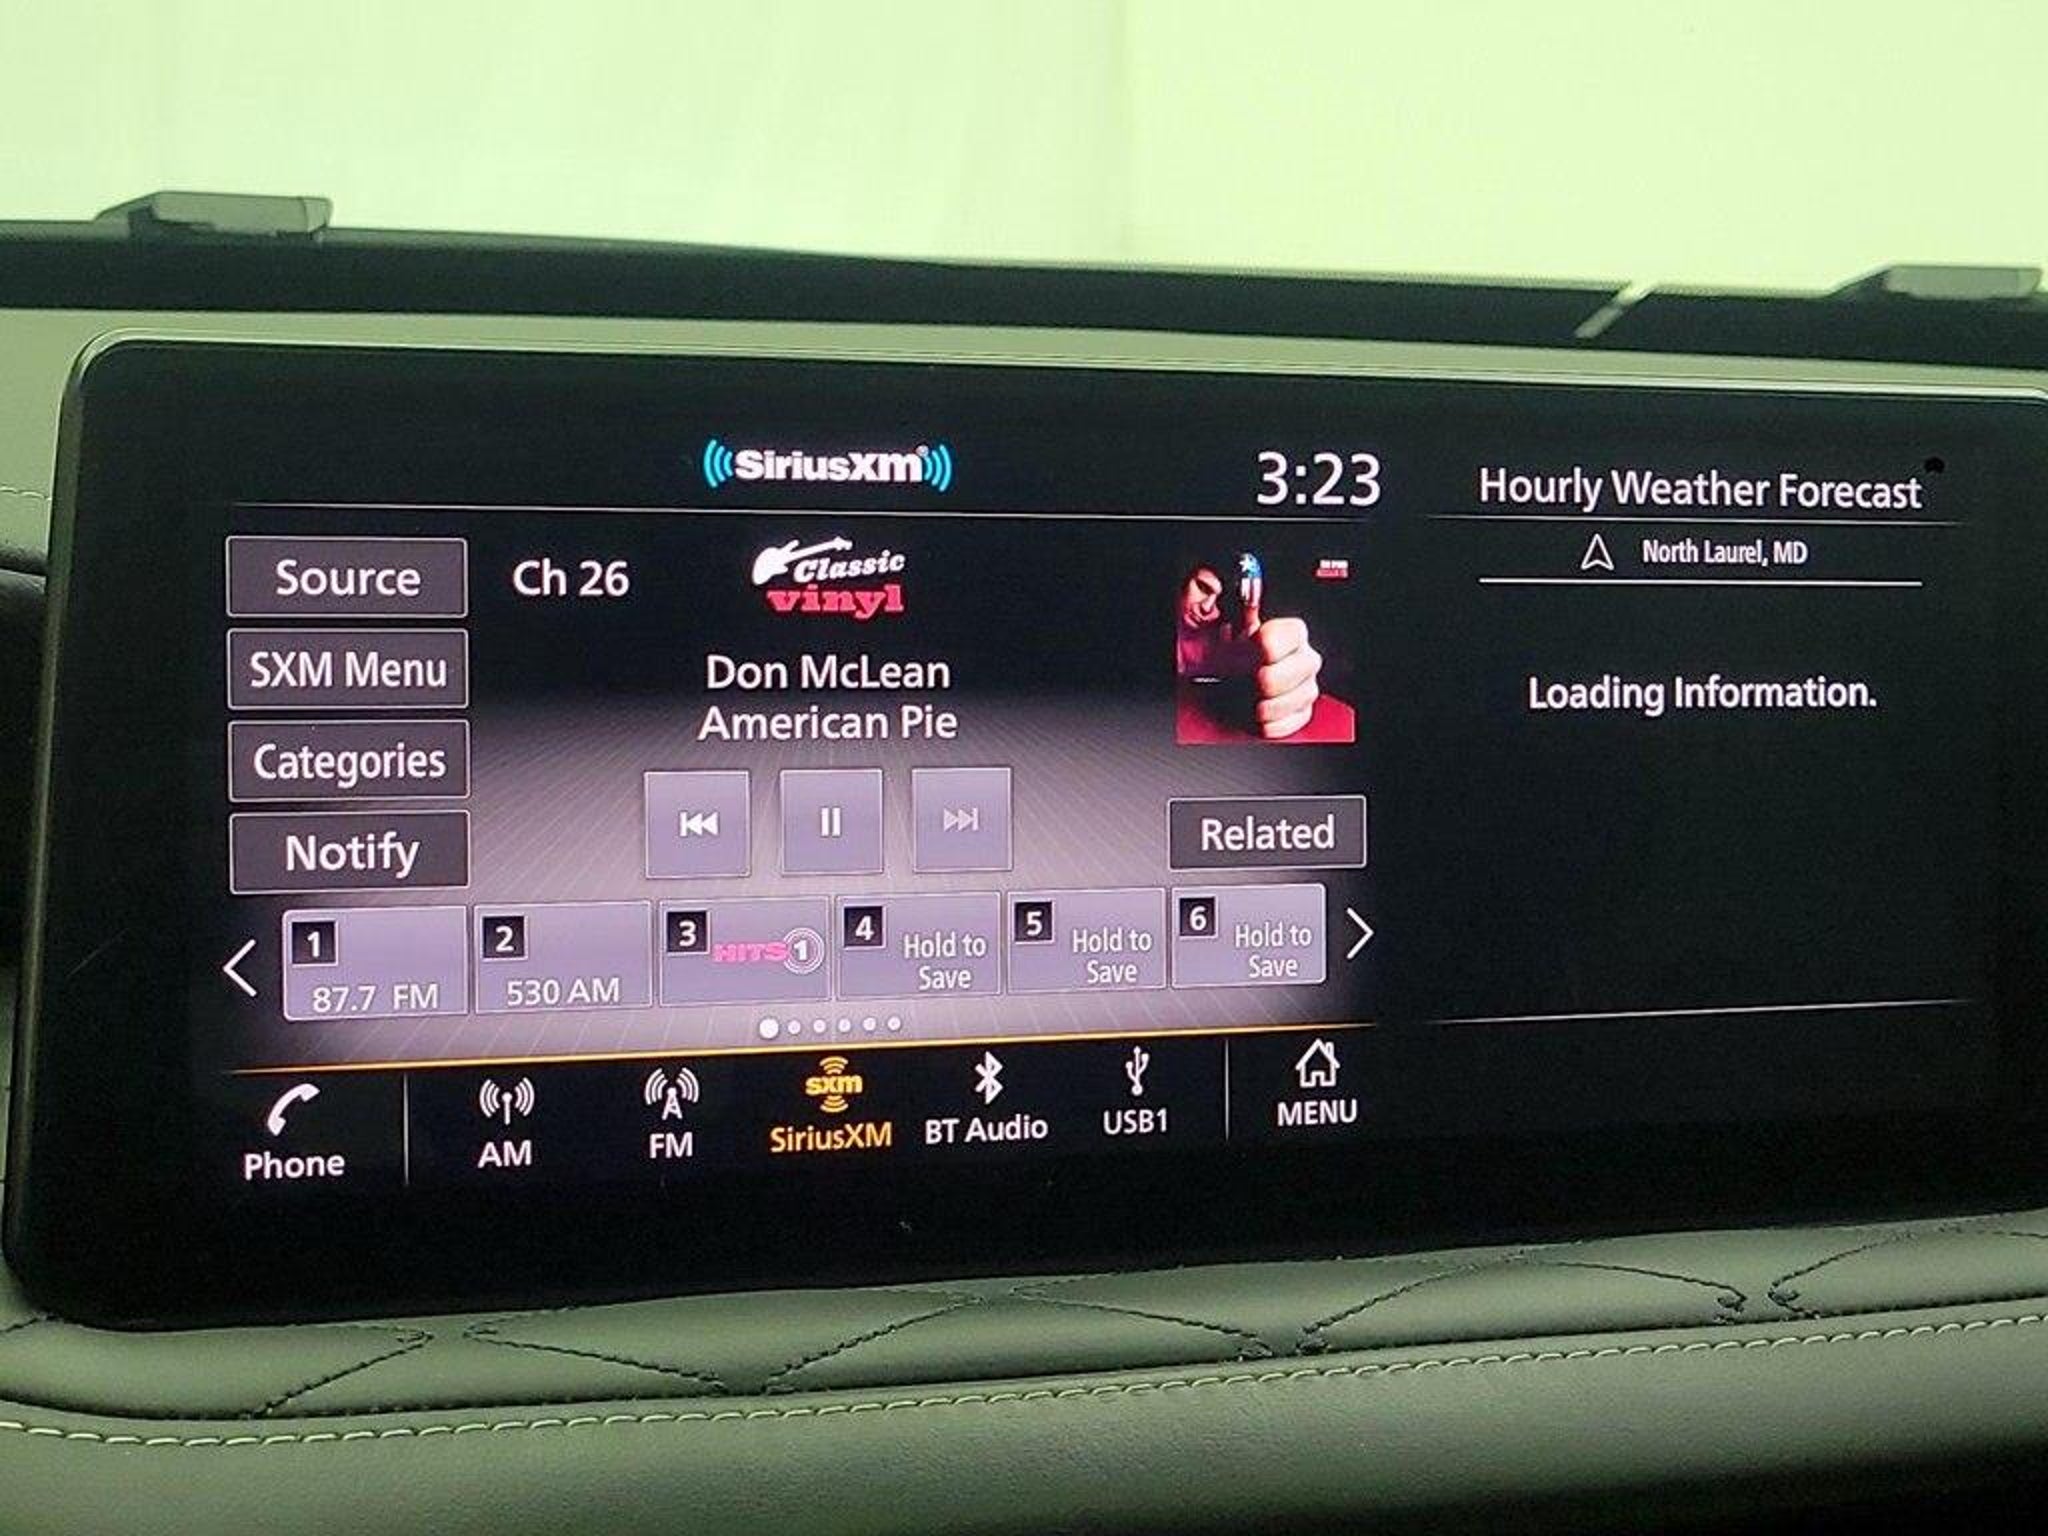 SiriusXM
3:23
Hourly Weather Forecast
North Laurel, MD
Loading Information.
Source
SXM Menu
Categories
Notify
Ch 26
Classic
vinyl
Don McLean
American Pie
Related
1
87.7 FM
2
530 AM
3
HITS 1
4
Hold to
Save
5
Hold to
Save
6
Hold to
Save
Phone
AM
FM
sxm
SiriusXM
BT Audio
USB1
MENU